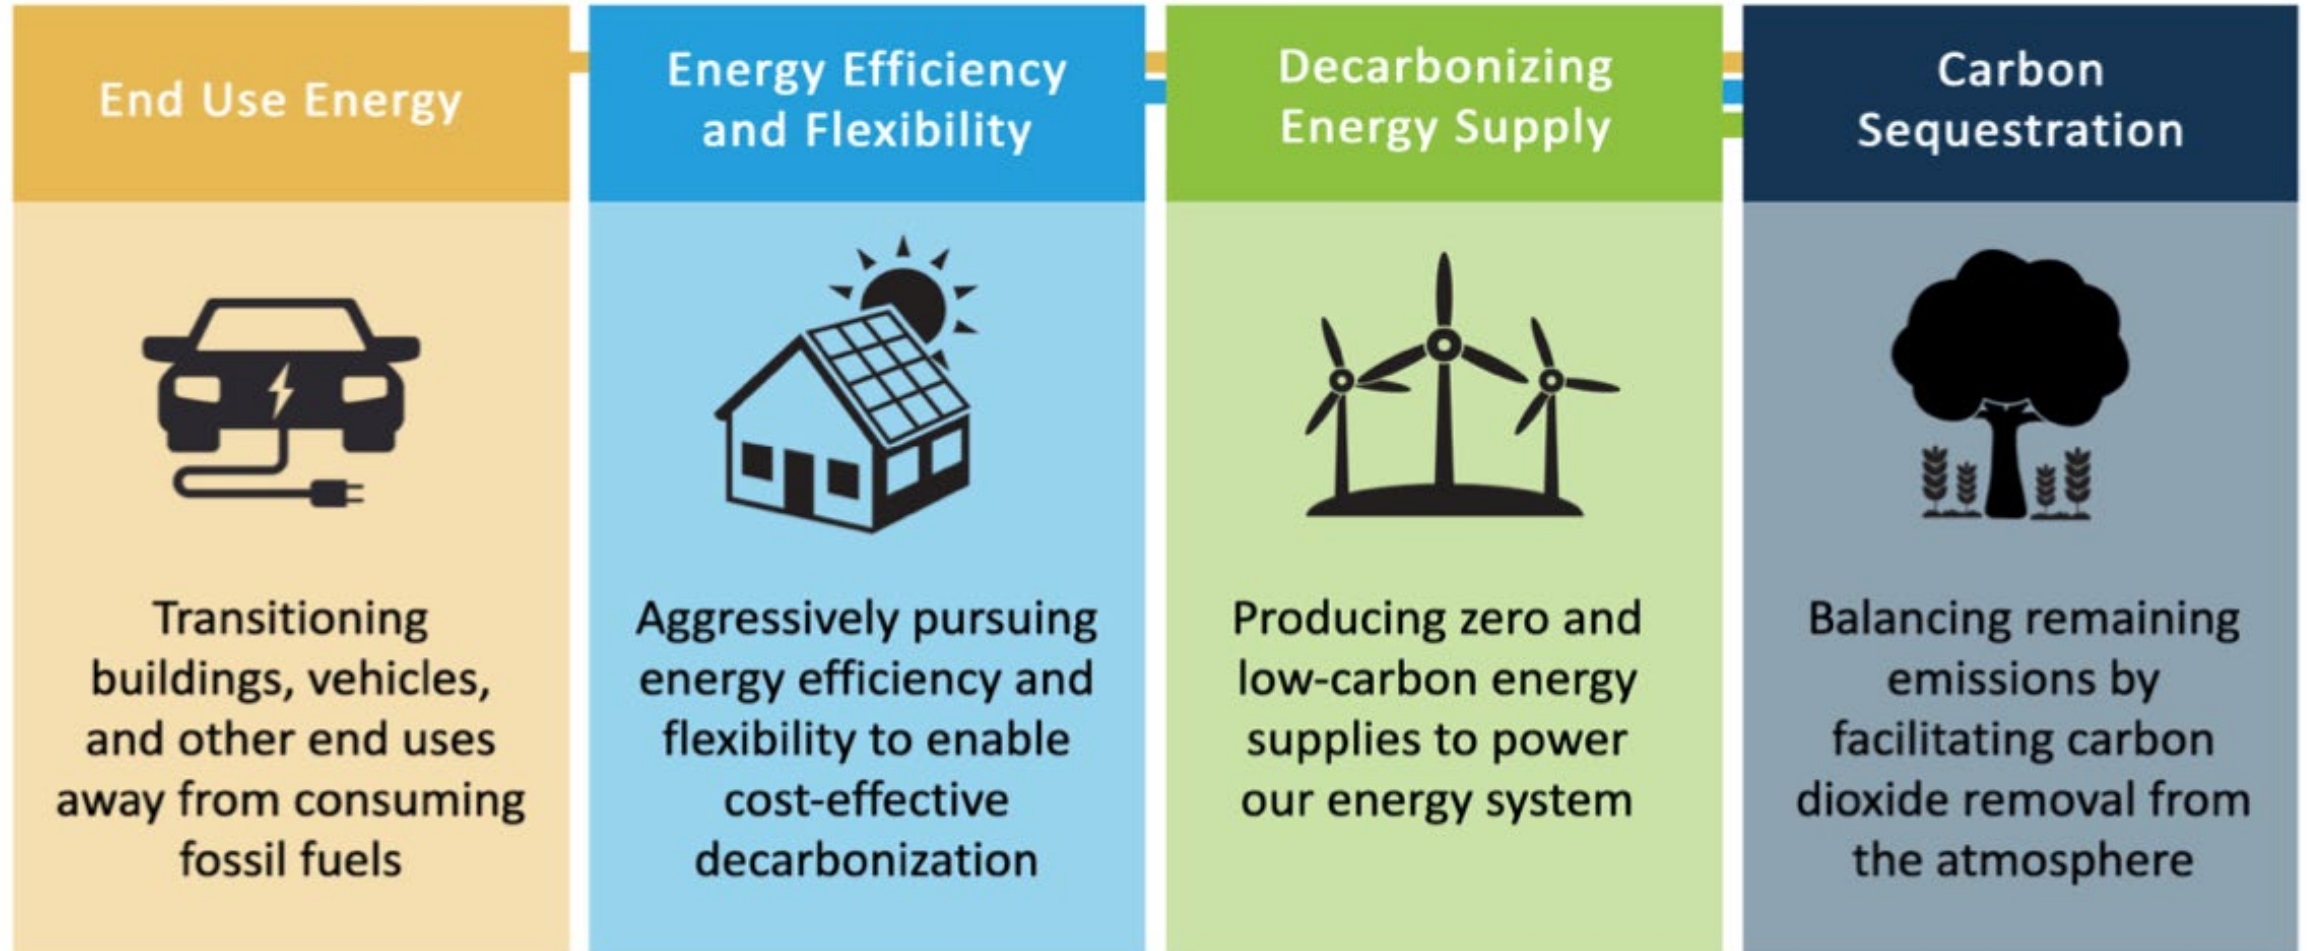 End Use Energy
Transitioning
buildings, vehicles,
and other end uses
away from consuming
fossil fuels
Energy Efficiency
and Flexibility
Aggressively pursuing
energy efficiency and
flexibility to enable
cost-effective
decarbonization
Decarbonizing
Energy Supply
Producing zero and
low-carbon energy
supplies to power
our energy system
Carbon
Sequestration
Balancing remaining
emissions by
facilitating carbon
dioxide removal from
the atmosphere